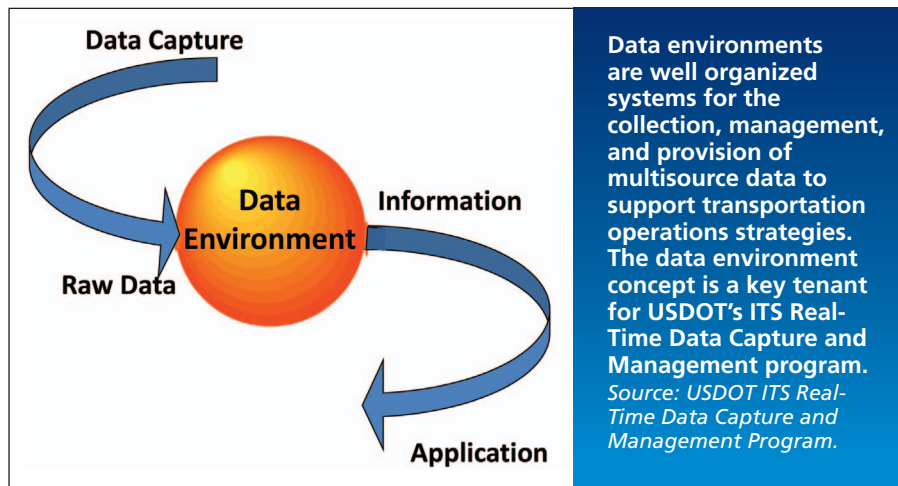 Data Capture
Data
Environment
Information
Raw Data
Application
Data environments
are well organized
systems for the
collection, management,
and provision of
multisource data to
support transportation
operations strategies.
The data environment
concept is a key tenant
for USDOT's ITS Real-
Time Data Capture and
Management program.
Source: USDOT ITS Real-
Time Data Capture and
Management Program.